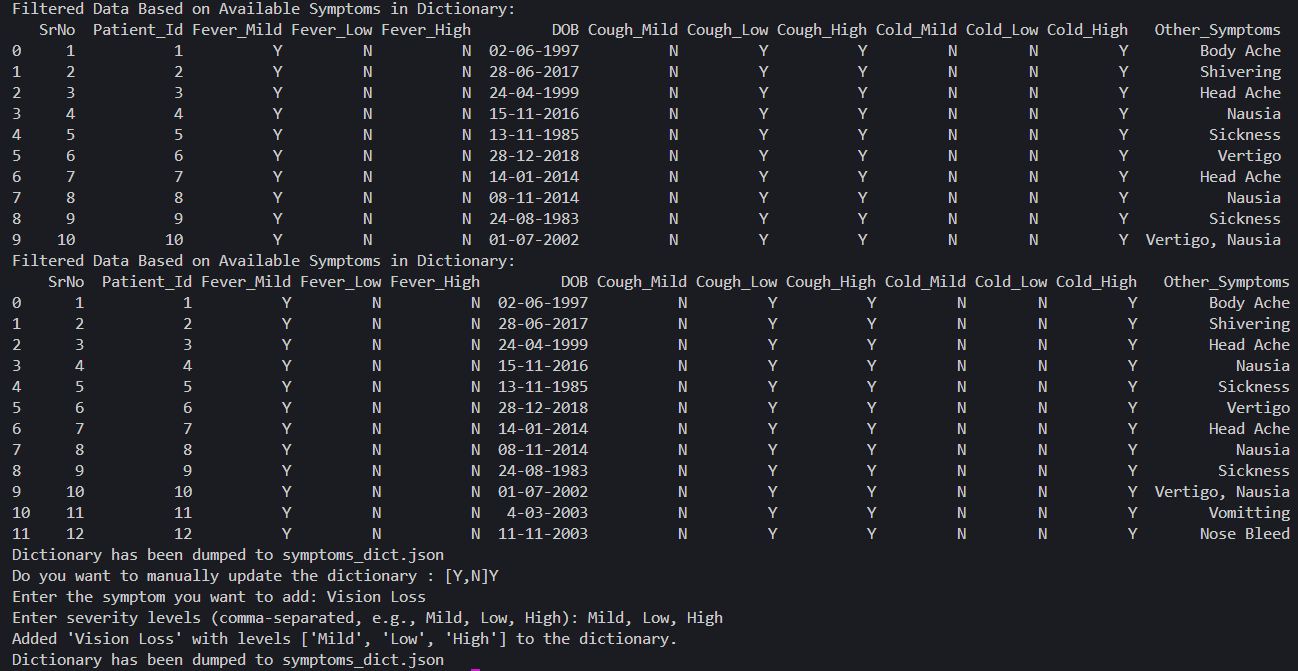 Filtered Data Based on Available Symptoms in Dictionary:
   SrNo  Patient_Id Fever_Mild Fever_Low Fever_High         DOB Cough_Mild Cough_Low Cough_High Cold_Mild Cold_Low Cold_High   Other_Symptoms
0     1           1          Y         N          N  02-06-1997          N         Y          Y         N        N         Y        Body Ache
1     2           2          Y         N          N  28-06-2017          N         Y          Y         N        N         Y        Shivering
2     3           3          Y         N          N  24-04-1999          N         Y          Y         N        N         Y        Head Ache
3     4           4          Y         N          N  15-11-2016          N         Y          Y         N        N         Y           Nausia
4     5           5          Y         N          N  13-11-1985          N         Y          Y         N        N         Y         Sickness
5     6           6          Y         N          N  28-12-2018          N         Y          Y         N        N         Y          Vertigo
6     7           7          Y         N          N  14-01-2014          N         Y          Y         N        N         Y        Head Ache
7     8           8          Y         N          N  08-11-2014          N         Y          Y         N        N         Y           Nausia
8     9           9          Y         N          N  24-08-1983          N         Y          Y         N        N         Y         Sickness
9    10          10          Y         N          N  01-07-2002          N         Y          Y         N        N         Y  Vertigo, Nausia
Filtered Data Based on Available Symptoms in Dictionary:
    SrNo  Patient_Id Fever_Mild Fever_Low Fever_High         DOB Cough_Mild Cough_Low Cough_High Cold_Mild Cold_Low Cold_High   Other_Symptoms
0      1           1          Y         N          N  02-06-1997          N         Y          Y         N        N         Y        Body Ache
1      2           2          Y         N          N  28-06-2017          N         Y          Y         N        N         Y        Shivering
2      3           3          Y         N          N  24-04-1999          N         Y          Y         N        N         Y        Head Ache
3      4           4          Y         N          N  15-11-2016          N         Y          Y         N        N         Y           Nausia
4      5           5          Y         N          N  13-11-1985          N         Y          Y         N        N         Y         Sickness
5      6           6          Y         N          N  28-12-2018          N         Y          Y         N        N         Y          Vertigo
6      7           7          Y         N          N  14-01-2014          N         Y          Y         N        N         Y        Head Ache
7      8           8          Y         N          N  08-11-2014          N         Y          Y         N        N         Y           Nausia
8      9           9          Y         N          N  24-08-1983          N         Y          Y         N        N         Y         Sickness
9     10          10          Y         N          N  01-07-2002          N         Y          Y         N        N         Y  Vertigo, Nausia
10    11          11          Y         N          N   4-03-2003          N         Y          Y         N        N         Y        Vomitting
11    12          12          Y         N          N  11-11-2003          N         Y          Y         N        N         Y       Nose Bleed
Dictionary has been dumped to symptoms_dict.json
Do you want to manually update the dictionary : [Y,N]Y
Enter the symptom you want to add: Vision Loss
Enter severity levels (comma-separated, e.g., Mild, Low, High): Mild, Low, High
Added 'Vision Loss' with levels ['Mild', 'Low', 'High'] to the dictionary.
Dictionary has been dumped to symptoms_dict.json